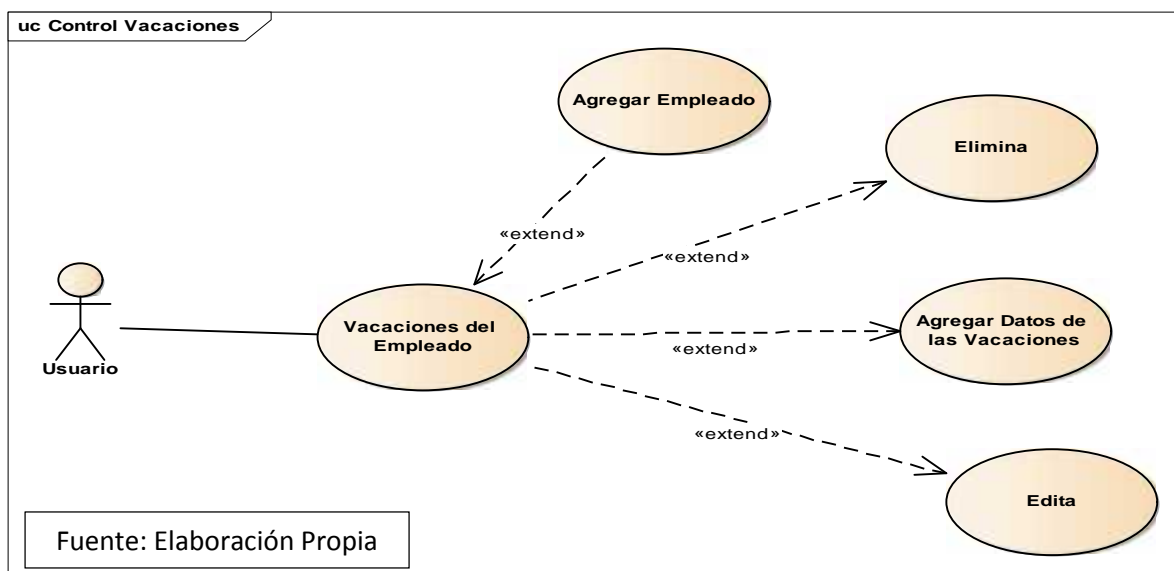 uc Control Vacaciones
Agregar Empleado
Elimina
«extend»
«extend»
Vacaciones del
Empleado
Agregar Datos de
las Vacaciones
«extend»
Usuario
«extend»
Edita
Fuente: Elaboración Propia